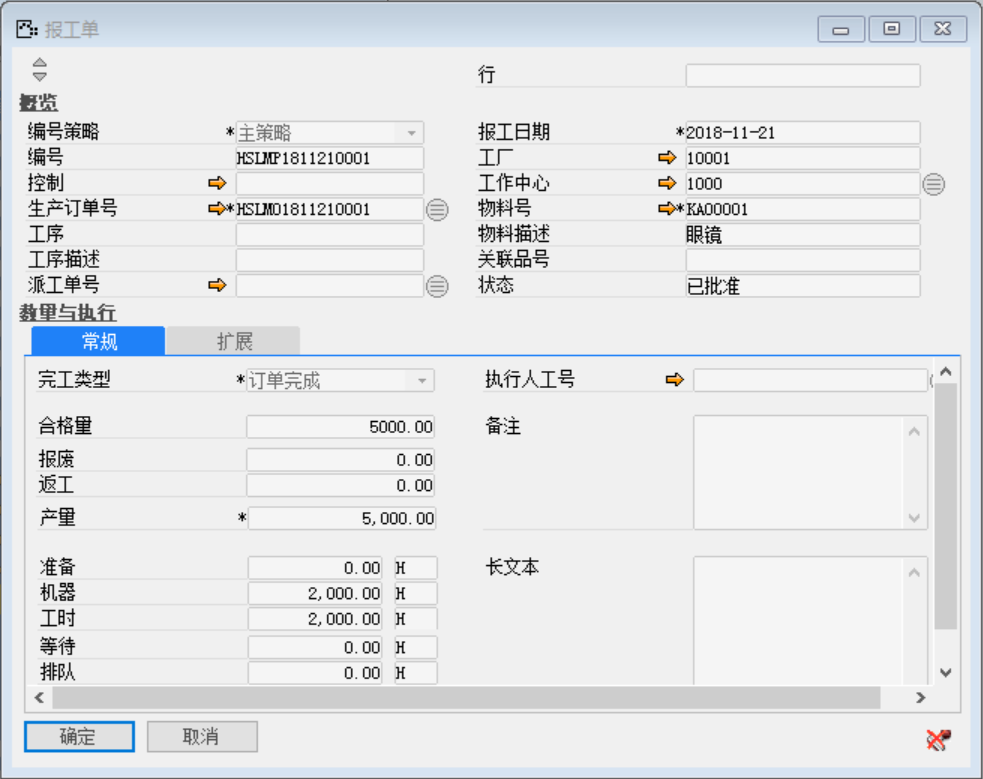 报工单
行
概览
编号策略 *主策略 报工日期 *2018-11-21
编号 HSLMP1811210001 工厂 10001
控制 工作中心 1000
生产订单号 *HSLMO1811210001 物料号 *KA00001
工序 物料描述 眼镜
工序描述 关联品号
派工单号 状态 已批准
数量与执行
常规 扩展
完工类型 *订单完成 执行人工号
合格量 5000.00 备注
报废 0.00
返工 0.00
产量 * 5,000.00
准备 0.00 H 长文本
机器 2,000.00 H
工时 2,000.00 H
等待 0.00 H
排队 0.00 H
确定 取消